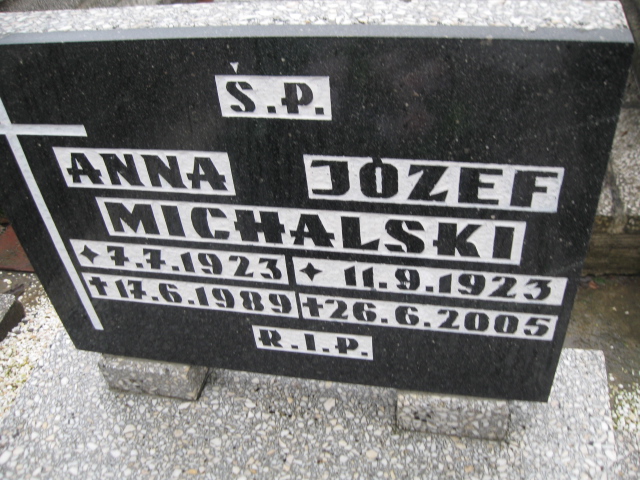 Ś.P.
ANNA JÓZEF
MICHALSKI
7.7.1923 11.9.1923
17.6.1989 26.6.2005
R.I.P.